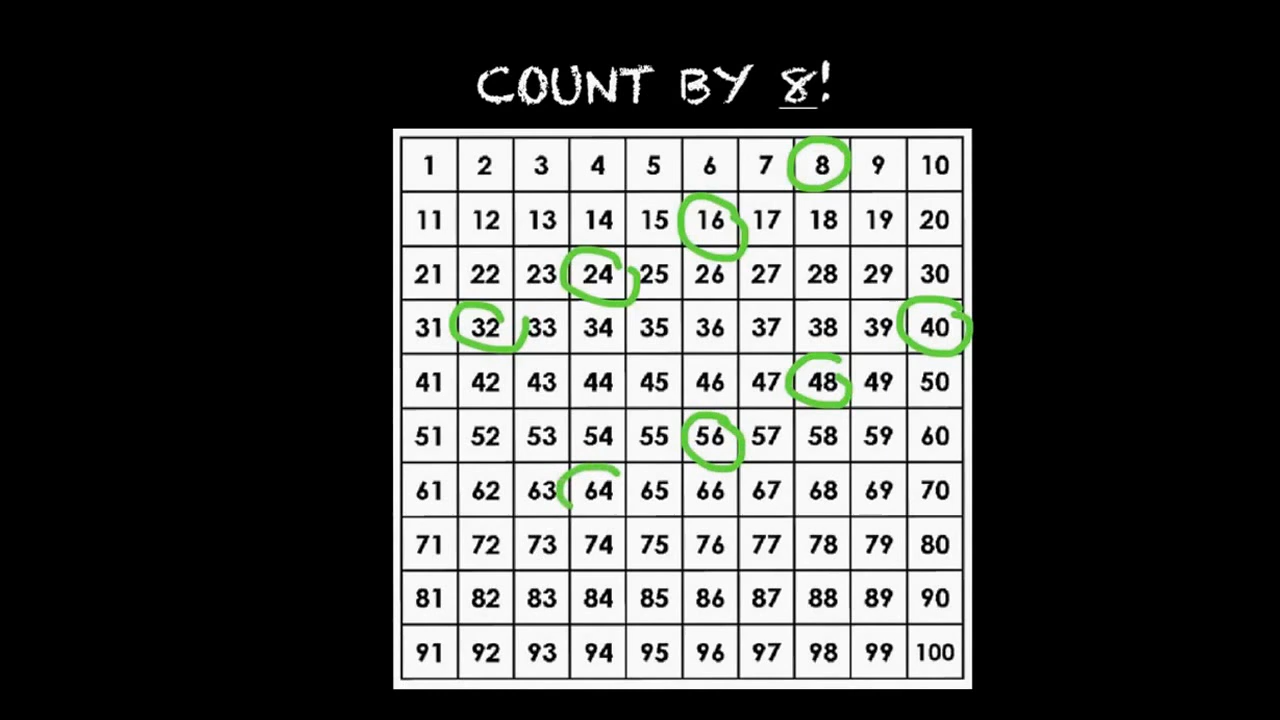 COUNT BY 8!
1 2 3 4 5 6 7 8 9 10
11 12 13 14 15 16 17 18 19 20
21 22 23 24 25 26 27 28 29 30
31 32 33 34 35 36 37 38 39 40
41 42 43 44 45 46 47 48 49 50
51 52 53 54 55 56 57 58 59 60
61 62 63 64 65 66 67 68 69 70
71 72 73 74 75 76 77 78 79 80
81 82 83 84 85 86 87 88 89 90
91 92 93 94 95 96 97 98 99 100